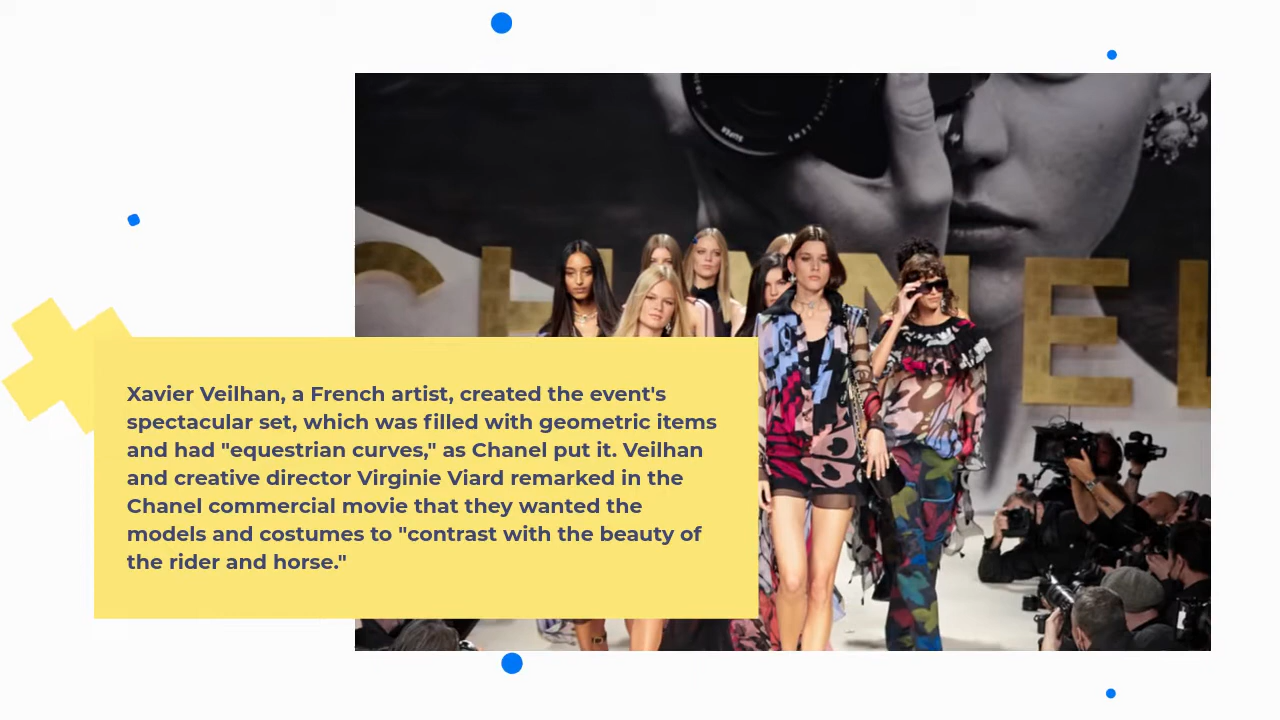 SUPER
CHANEL
Xavier Veilhan, a French artist, created the event's
spectacular set, which was filled with geometric items
and had "equestrian curves," as Chanel put it. Veilhan
and creative director Virginie Viard remarked in the
Chanel commercial movie that they wanted the
models and costumes to "contrast with the beauty of
the rider and horse."